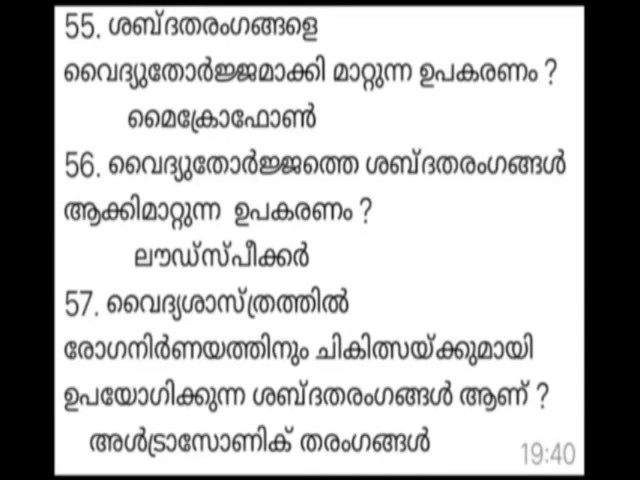 55. ശബ്ദതരംഗങ്ങളെ
വൈദ്യുതോർജ്ജമാക്കി മാറ്റുന്ന ഉപകരണം ?
മൈക്രോഫോൺ
56. വൈദ്യുതോർജ്ജത്തെ ശബ്ദതരംഗങ്ങൾ
ആക്കിമാറ്റുന്ന ഉപകരണം ?
ലൗഡ്സ്പീക്കർ
57. വൈദ്യശാസ്ത്രത്തിൽ
രോഗനിർണയത്തിനും ചികിത്സയ്ക്കുമായി
ഉപയോഗിക്കുന്ന ശബ്ദതരംഗങ്ങൾ ആണ് ?
അൾട്രാസോണിക് തരംഗങ്ങൾ
19:40